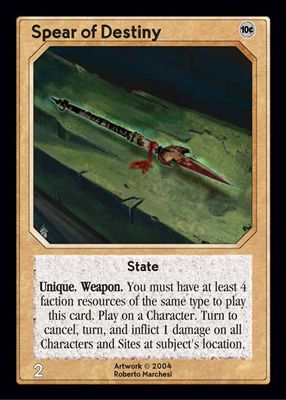 Spear of Destiny
10¢
State
Unique. Weapon. You must have at least 4
faction resources of the same type to play
this card. Play on a Character. Turn to
cancel, turn, and inflict 1 damage on all
Characters and Sites at subject's location.
2
Artwork © 2004
Roberto Marchesi